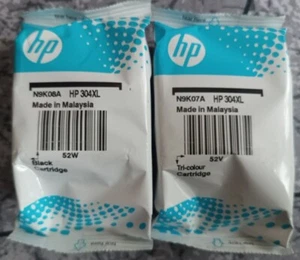 hp
N9K08A HP 304XL
Made in Malaysia
52W
Black
Cartridge
hp
N9K07A HP 304XL
Made in Malaysia
52V
Tri-colour
Cartridge